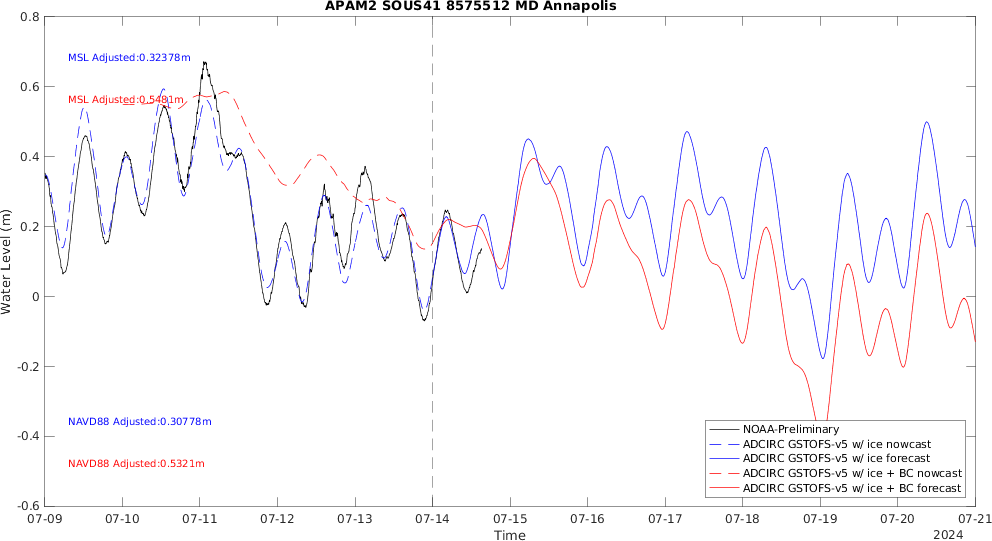 APAM2 SOUS41 8575512 MD Annapolis
0.8
0.6
0.4
0.2
0
-0.2
-0.4
-0.6
Water Level (m)
MSL Adjusted:0.32378m
MSL Adjusted:0.5481m
NAVD88 Adjusted:0.30778m
NAVD88 Adjusted:0.5321m
NOAA-Preliminary
ADCIRC GSTOFS-v5 w/ ice nowcast
ADCIRC GSTOFS-v5 w/ ice forecast
ADCIRC GSTOFS-v5 w/ ice + BC nowcast
ADCIRC GSTOFS-v5 w/ ice + BC forecast
07-09 07-10 07-11 07-12 07-13 07-14 07-15 07-16 07-17 07-18 07-19 07-20 07-21
Time
2024